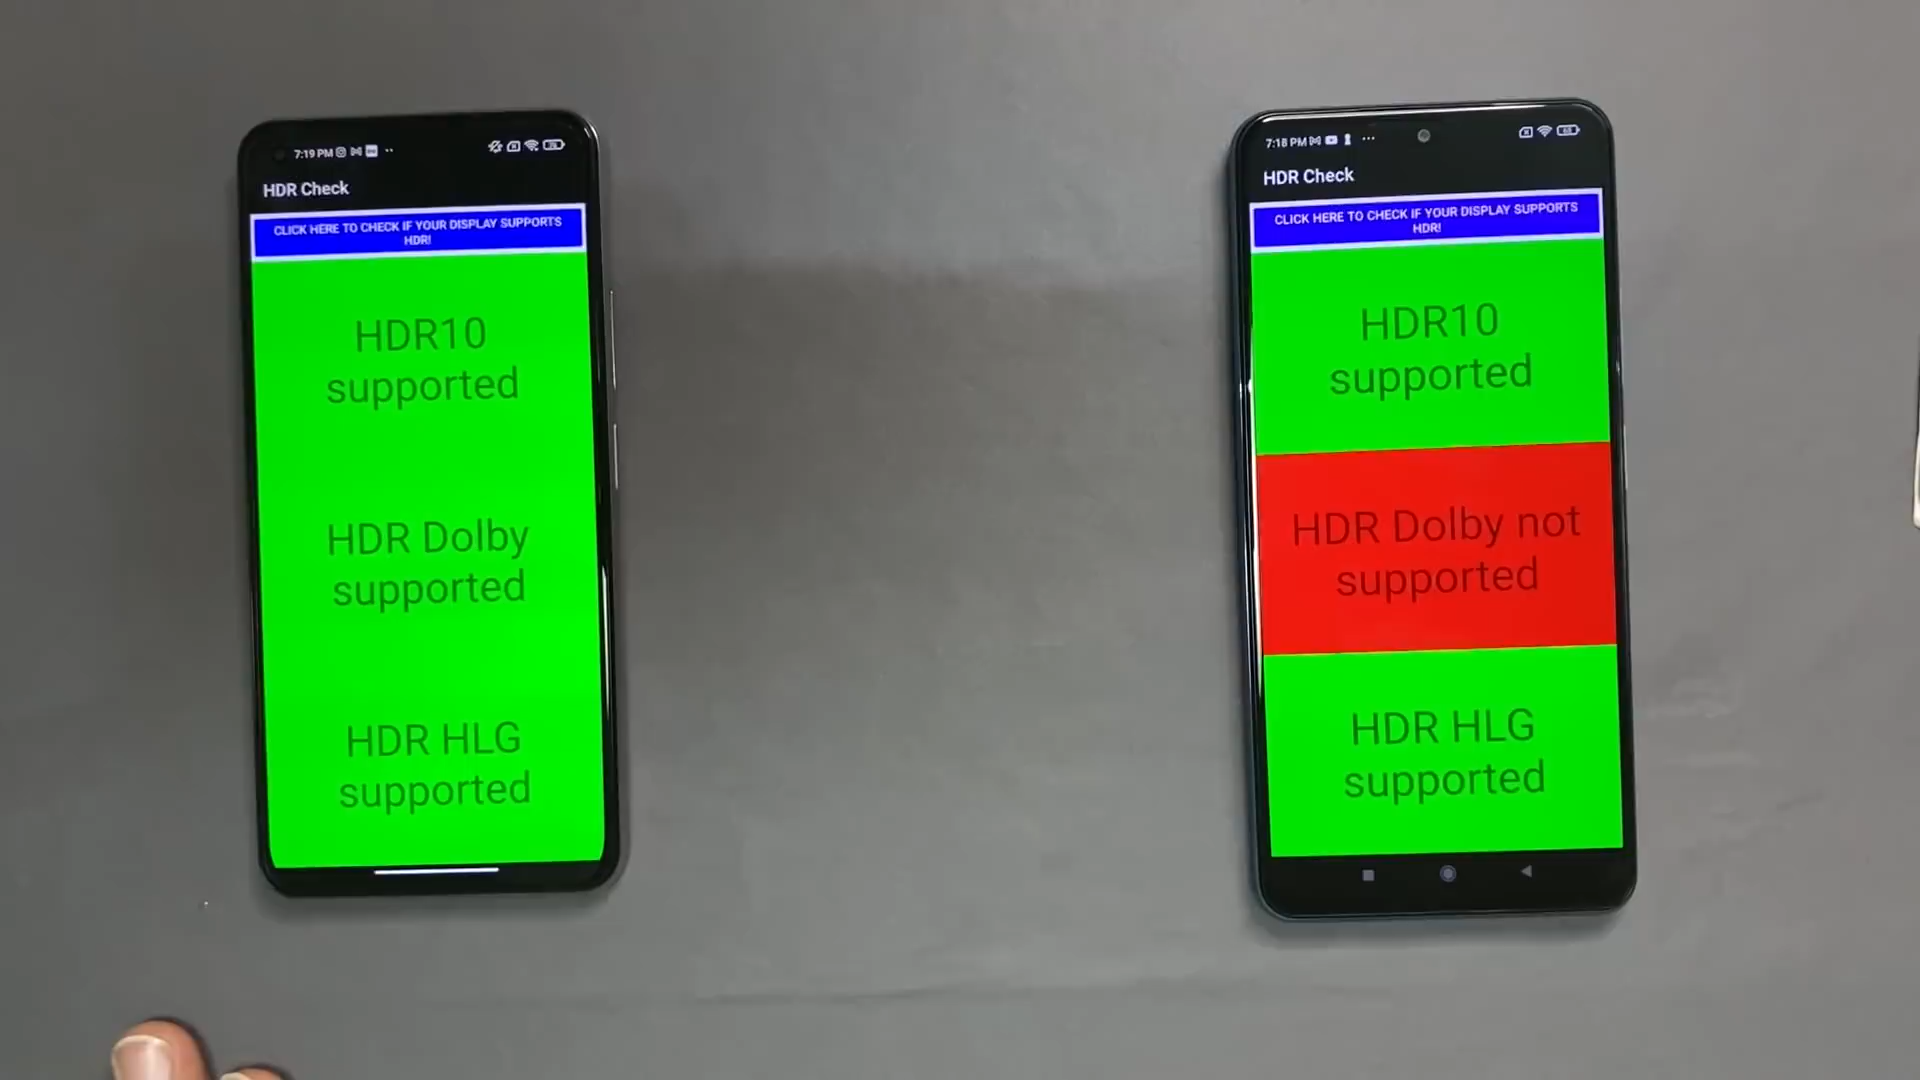 7:19 PM
HDR Check
CLICK HERE TO CHECK IF YOUR DISPLAY SUPPORTS
HDR!
HDR10
supported
HDR Dolby
supported
HDR HLG
supported
7:18 PM
HDR Check
CLICK HERE TO CHECK IF YOUR DISPLAY SUPPORTS
HDR!
HDR10
supported
HDR Dolby not
supported
HDR HLG
supported